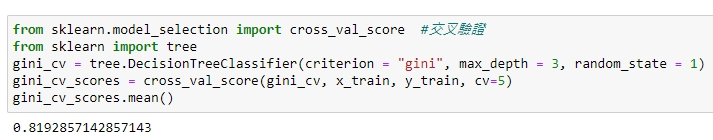 from sklearn.model_selection import cross_val_score  #交叉驗證
from sklearn import tree
gini_cv = tree.DecisionTreeClassifier(criterion = "gini", max_depth = 3, random_state = 1)
gini_cv_scores = cross_val_score(gini_cv, x_train, y_train, cv=5)
gini_cv_scores.mean()
0.8192857142857143